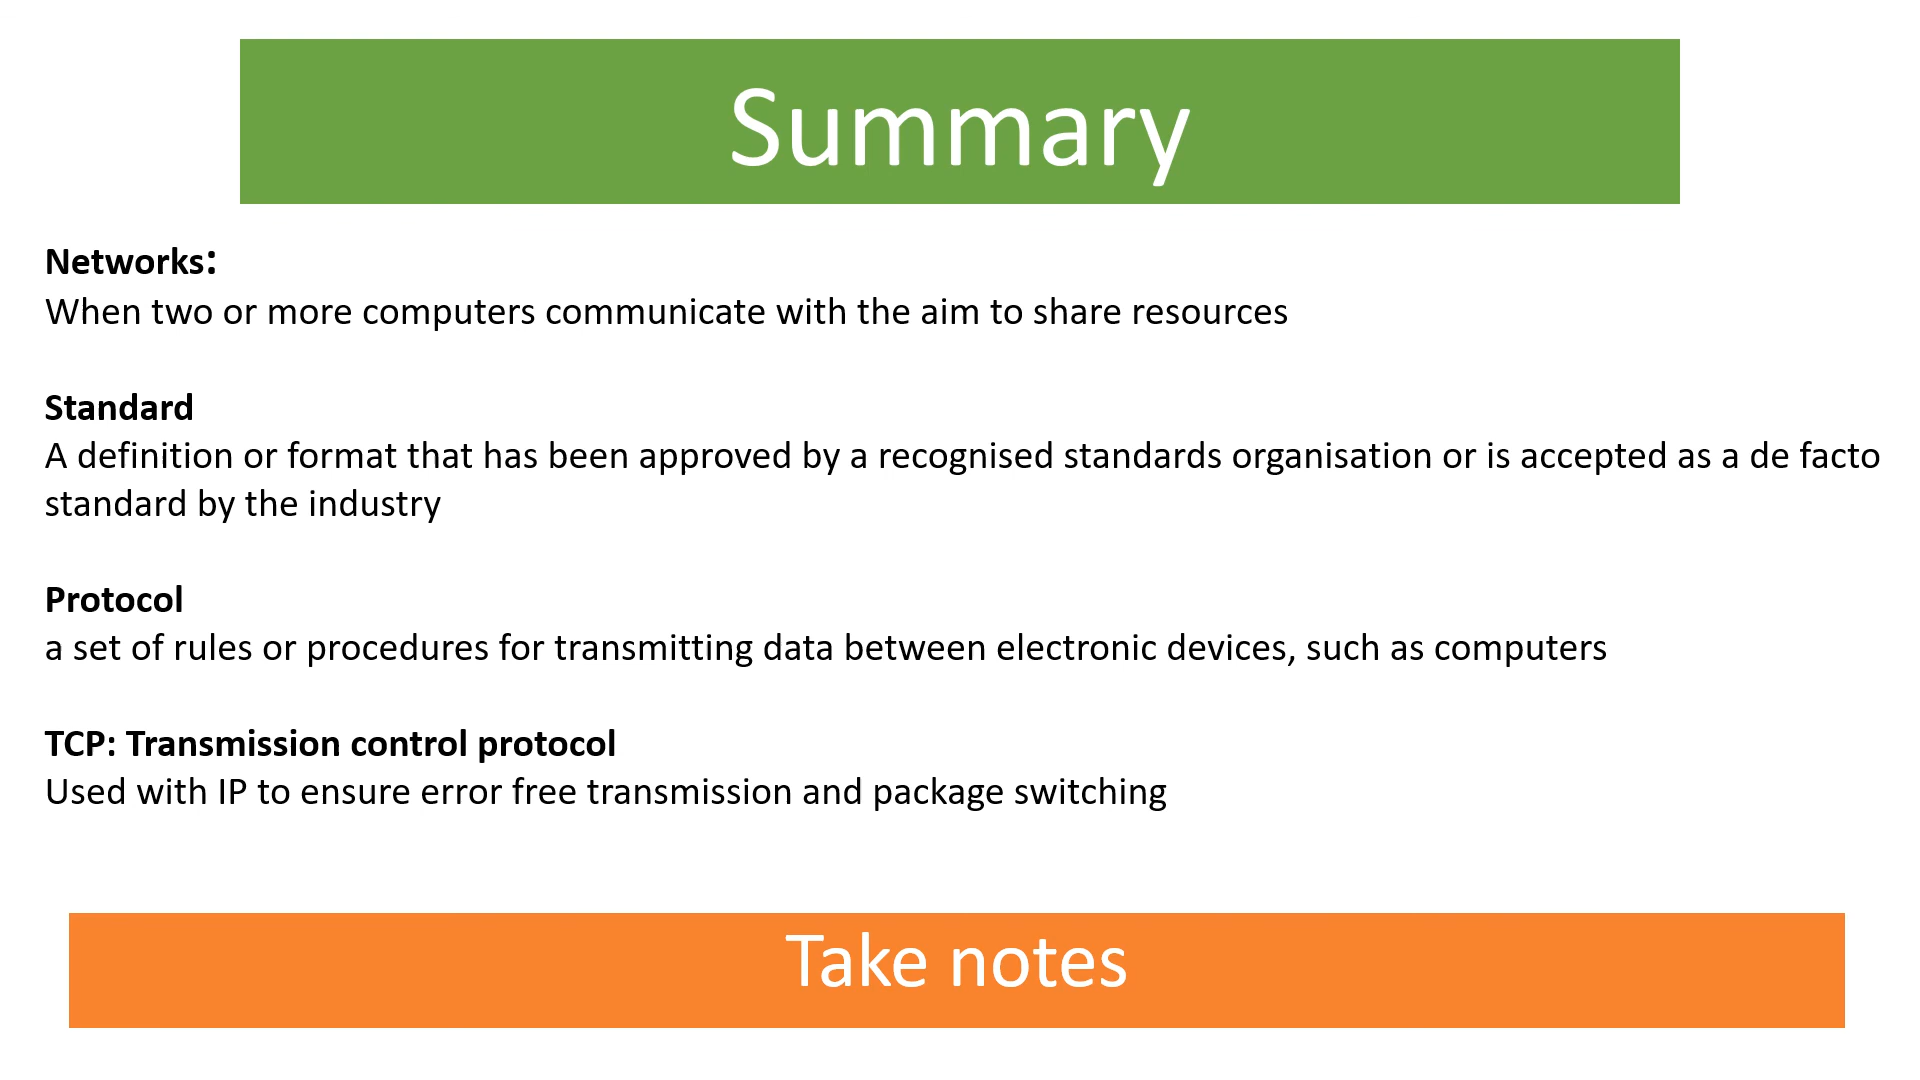 Summary
Networks:
When two or more computers communicate with the aim to share resources
Standard
A definition or format that has been approved by a recognised standards organisation or is accepted as a de facto
standard by the industry
Protocol
a set of rules or procedures for transmitting data between electronic devices, such as computers
TCP: Transmission control protocol
Used with IP to ensure error free transmission and package switching
Take notes